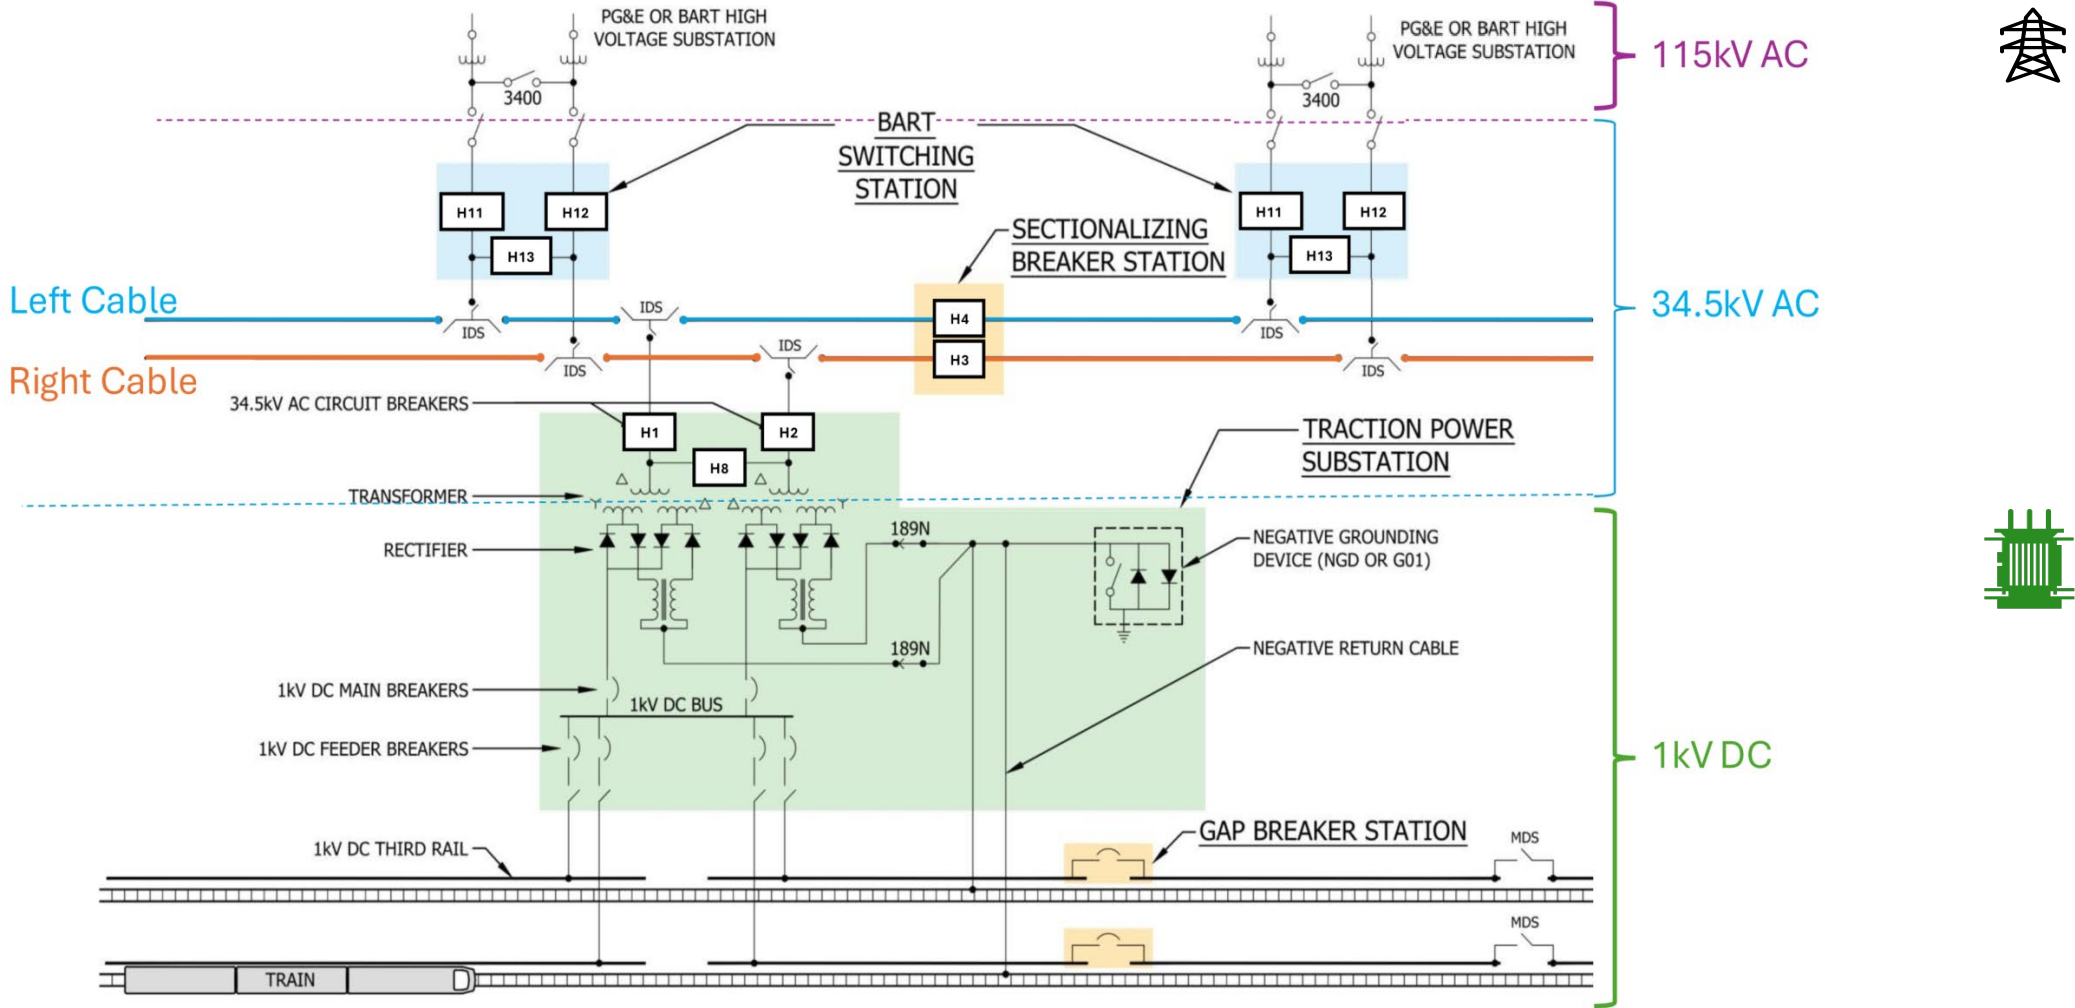 PG&E OR BART HIGH
VOLTAGE SUBSTATION
PG&E OR BART HIGH
VOLTAGE SUBSTATION
115kV AC
3400
3400
BART
SWITCHING
STATION
H11
H12
H13
H11
H12
H13
SECTIONALIZING
BREAKER STATION
Left Cable
IDS
IDS
H4
IDS
34.5kV AC
Right Cable
IDS
IDS
H3
IDS
34.5kV AC CIRCUIT BREAKERS
H1
H2
H8
TRACTION POWER
SUBSTATION
TRANSFORMER
RECTIFIER
189N
NEGATIVE GROUNDING
DEVICE (NGD OR G01)
189N
NEGATIVE RETURN CABLE
1kV DC MAIN BREAKERS
1kV DC BUS
1kV DC FEEDER BREAKERS
1kV DC
GAP BREAKER STATION
1kV DC THIRD RAIL
MDS
MDS
TRAIN